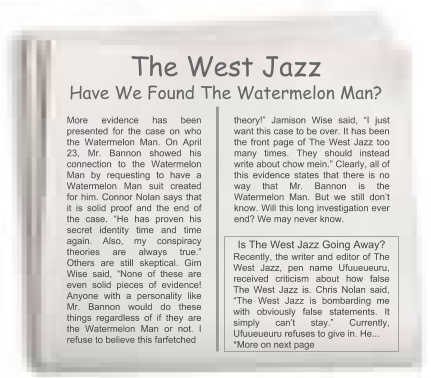 The West Jazz
Have We Found The Watermelon Man?
More evidence has been
presented for the case on who
the Watermelon Man. On April
23, Mr. Bannon showed his
connection to the Watermelon
Man by requesting to have a
Watermelon Man suit created
for him. Connor Nolan says that
it is solid proof and the end of
the case. “He has proven his
secret identity time and time
again. Also, my conspiracy
theories are always true.”
Others are still skeptical. Gim
Wise said, “None of these are
even solid pieces of evidence!
Anyone with a personality like
Mr. Bannon would do these
things regardless of if they are
the Watermelon Man or not. I
refuse to believe this farfetched
theory!” Jamison Wise said, “I just
want this case to be over. It has been
the front page of The West Jazz too
many times. They should instead
write about chow mein.” Clearly, all of
this evidence states that there is no
way that Mr. Bannon is the
Watermelon Man. But we still don’t
know. Will this long investigation ever
end? We may never know.
Is The West Jazz Going Away?
Recently, the writer and editor of The
West Jazz, pen name Ufuueueuru,
received criticism about how false
The West Jazz is. Chris Nolan said,
“The West Jazz is bombarding me
with obviously false statements. It
simply can’t stay.” Currently,
Ufuueueuru refuses to give in. He...
*More on next page